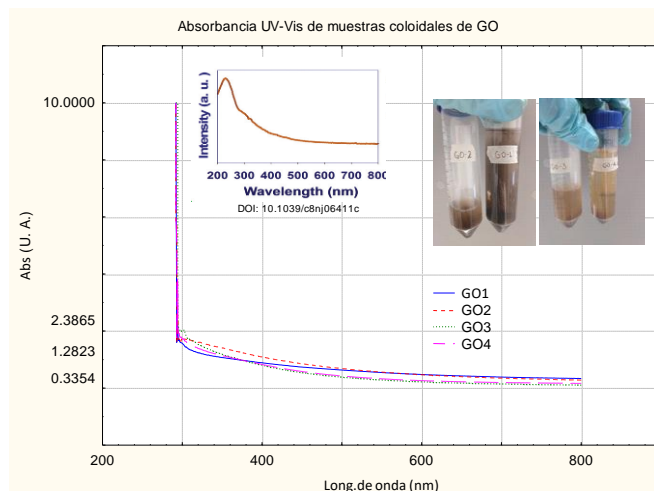 Absorbancia UV-Vis de muestras coloidales de GO
Abs (U. A.)
10.0000
2.3865
1.2823
0.3354
Intensity (a. u.)
200 300 400 500 600 700 800
Wavelength (nm)
DOI: 10.1039/c8nj06411c
GO-2
GO1
GO2
GO3
GO4
200 400 600 800
Long.de onda (nm)